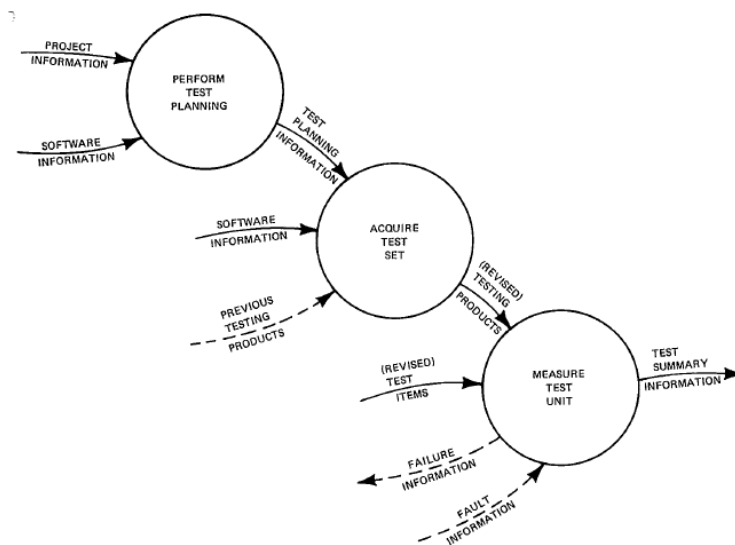 PROJECT
INFORMATION
PERFORM
TEST
PLANNING
SOFTWARE
INFORMATION
TEST
PLANNING
INFORMATION
SOFTWARE
INFORMATION
ACQUIRE
TEST
SET
PREVIOUS
TESTING
PRODUCTS
(REVISED)
TESTING
PRODUCTS
(REVISED)
TEST
ITEMS
MEASURE
TEST
UNIT
TEST
SUMMARY
INFORMATION
FAILURE
INFORMATION
FAULT
INFORMATION